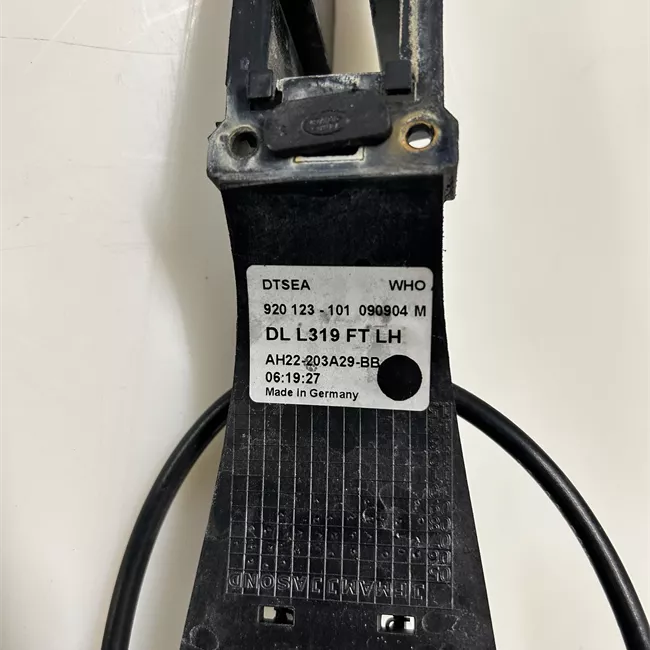 DTSEA WHO
920 123 - 101 090904 M
DL L319 FT LH
AH22-203A29-BB
06:19:27
Made in Germany
JFMAMJJASOND